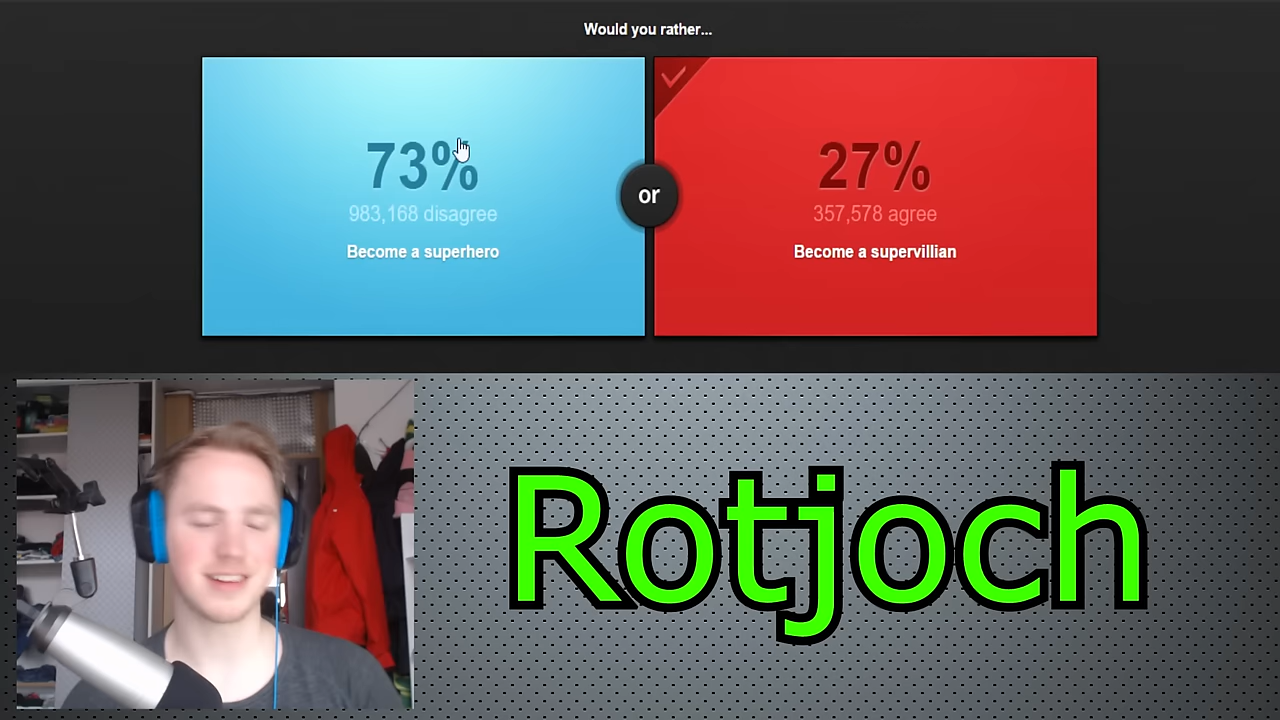 Would you rather...
73%
983,168 disagree
Become a superhero
or
27%
357,578 agree
Become a supervillian
Rotjoch